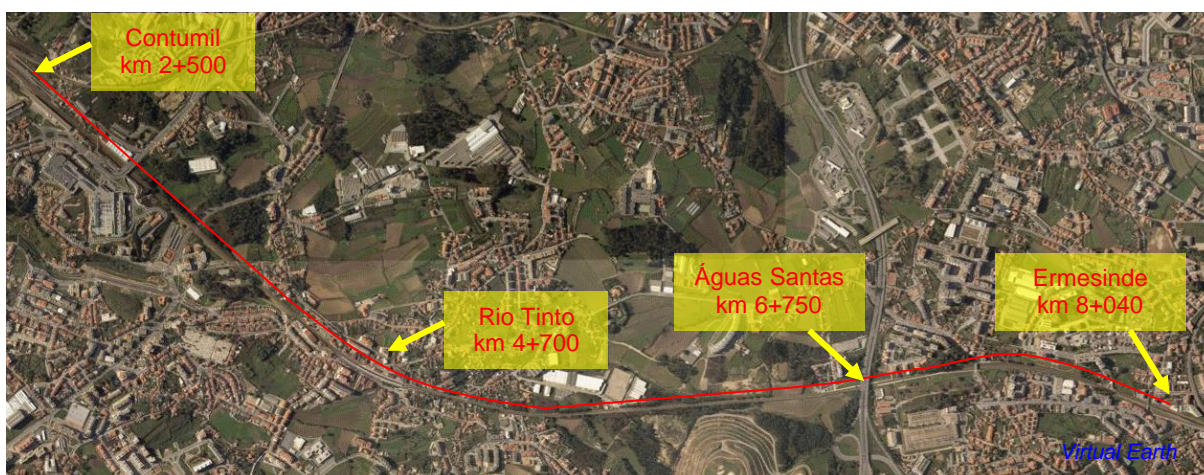 Contumil
km 2+500
Rio Tinto
km 4+700
Águas Santas
km 6+750
Ermesinde
km 8+040
Virtual Earth